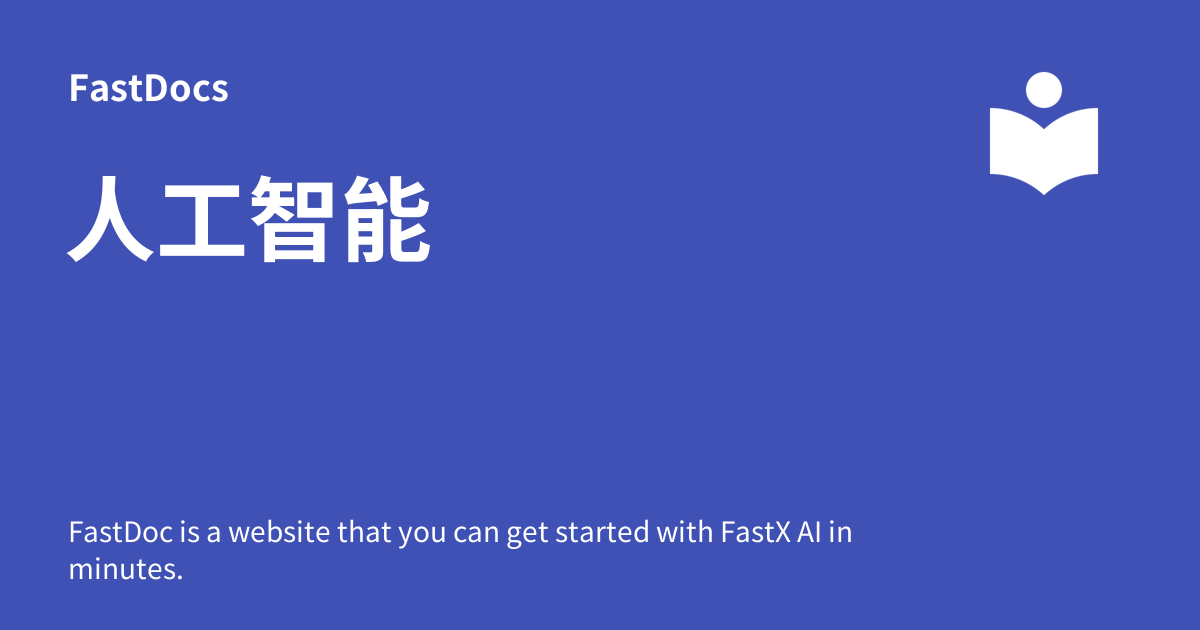 FastDocs
人工智能
FastDoc is a website that you can get started with FastX AI in
minutes.